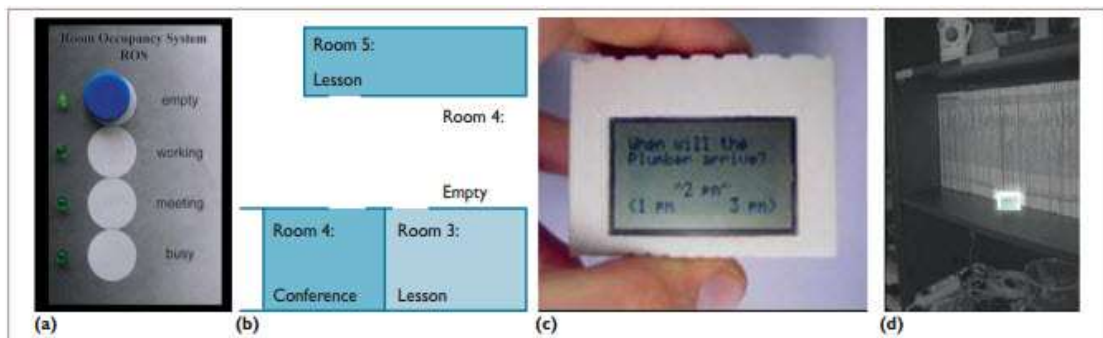 Room Occupancy System
ROS
empty
working
meeting
busy
(a)
Room 5:
Lesson
Room 4:
Empty
Room 4:
Conference
Room 3:
Lesson
(b)
When will the
Plumber arrive?
^2 pm^
(1 pm 3 pm)
(c)
(d)